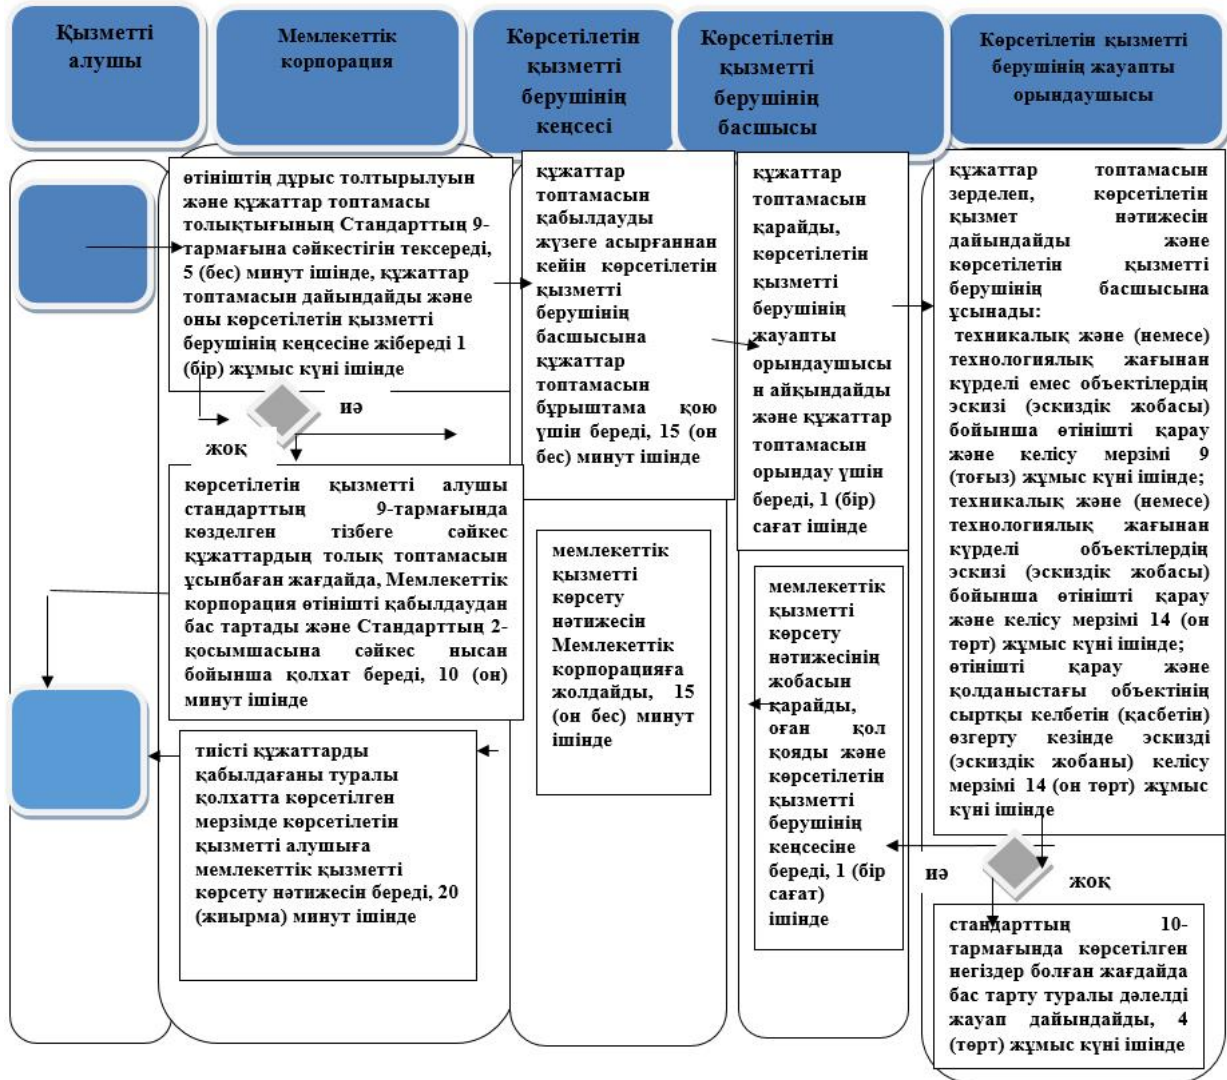 Қызметті
алушы
Мемлекеттік
корпорация
Көрсетілетін
қызметті
берушінің
кеңсесі
Көрсетілетін
қызметті
берушінің
басшысы
Көрсетілетін қызметті
берушінің жауапты
орындаушысы
өтініштің дұрыс толтырылуын
және құжаттар топтамасы
толықтығының Стандарттың 9-
тармағына сәйкестігін тексереді,
5 (бес) минут ішінде, құжаттар
топтамасын дайындайды және
оны көрсетілетін қызметті
берушінің кеңсесіне жібереді 1
(бір) жұмыс күні ішінде
иә
жоқ
көрсетілетін қызметті алушы
стандарттың 9-тармағында
көзделген тізбеге сәйкес
құжаттардың толық топтамасын
ұсынбаған жағдайда, Мемлекеттік
корпорация өтінішті қабылдаудан
бас тартады және Стандарттың 2-
қосымшасына сәйкес нысан
бойынша қолхат береді, 10 (он)
минут ішінде
тиісті құжаттарды
қабылдағаны туралы
қолхатта көрсетілген
мерзімде көрсетілетін
қызметті алушыға
мемлекеттік қызметті
көрсету нәтижесін береді, 20
(жиырма) минут ішінде
құжаттар
топтамасын
қабылдауды
жүзеге асырғаннан
кейін көрсетілетін
қызметті
берушінің
басшысына
құжаттар
топтамасын
бұрыштама қою
үшін береді, 15 (он
бес) минут ішінде
мемлекеттік
қызметті
көрсету
нәтижесін
Мемлекеттік
корпорацияға
жолдайды, 15
(он бес) минут
ішінде
құжаттар
топтамасын
қарайды,
көрсетілетін
қызметті
берушінің
жауапты
орындаушысы
н айқындайды
және құжаттар
топтамасын
орындау үшін
береді, 1 (бір)
сағат ішінде
мемлекеттік
қызметті
көрсету
нәтижесінің
жобасын
қарайды,
оған қол
қояды және
көрсетілетін
қызметті
берушінің
кеңсесіне
береді, 1 (бір
сағат)
ішінде
құжаттар топтамасын
зерделеп, көрсетілетін
қызмет нәтижесін
дайындайды және
көрсетілетін қызметті
берушінің басшысына
ұсынады:
техникалық және (немесе)
технологиялық жағынан
күрделі емес объектілердің
эскизі (эскиздік жобасы)
бойынша өтінішті қарау
және келісу мерзімі 9
(тоғыз) жұмыс күні ішінде;
техникалық және (немесе)
технологиялық жағынан
күрделі объектілердің
эскизі (эскиздік жобасы)
бойынша өтінішті қарау
және келісу мерзімі 14 (он
төрт) жұмыс күні ішінде;
өтінішті қарау және
қолданыстағы объектінің
сыртқы келбетін (қасбетін)
өзгерту кезінде эскизді
(эскиздік жобаны) келісу
мерзімі 14 (он төрт) жұмыс
күні ішінде
иә
жоқ
стандарттың 10-
тармағында көрсетілген
негіздер болған жағдайда
бас тарту туралы дәлелді
жауап дайындайды, 4
(төрт) жұмыс күні ішінде